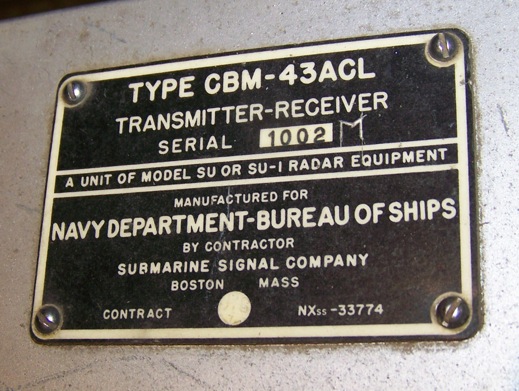 TYPE CBM-43ACL
TRANSMITTER-RECEIVER
SERIAL 1002 M
A UNIT OF MODEL SU OR SU-1 RADAR EQUIPMENT
MANUFACTURED FOR
NAVY DEPARTMENT-BUREAU OF SHIPS
BY CONTRACTOR
SUBMARINE SIGNAL COMPANY
BOSTON MASS
CONTRACT NXss-33774